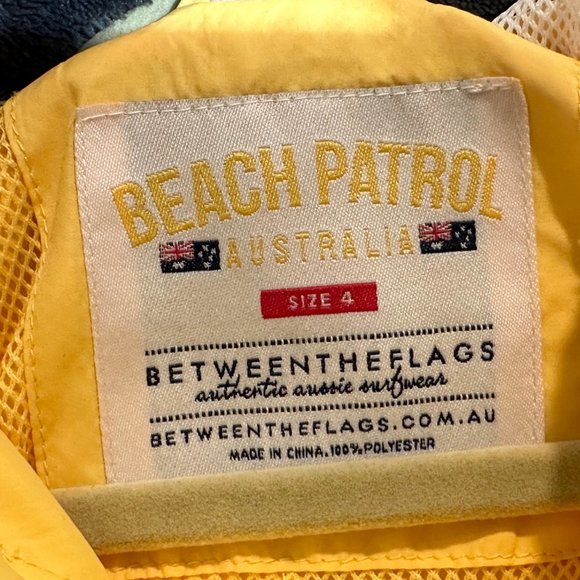 BEACH PATROL
AUSTRALIA
SIZE 4
BETWEENTHEFLAGS
authentic aussie surfwear
BETWEENTHEFLAGS.COM.AU
MADE IN CHINA. 100% POLYESTER